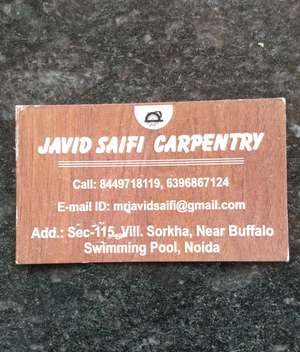 JAVID SAIFI CARPENTRY
Call: 8449718119, 6396867124
E-mail ID: mrjavidsaifi@gmail.com
Add.: Sec-115, Vill. Sorkha, Near Buffalo
Swimming Pool, Noida